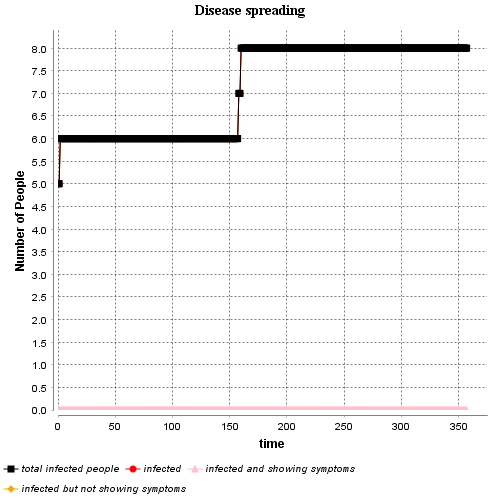 Disease spreading
8.0
7.5
7.0
6.5
6.0
5.5
5.0
4.5
4.0
3.5
3.0
2.5
2.0
1.5
1.0
0.5
0.0
Number of People
0 50 100 150 200 250 300 350
time
total infected people infected infected and showing symptoms
infected but not showing symptoms